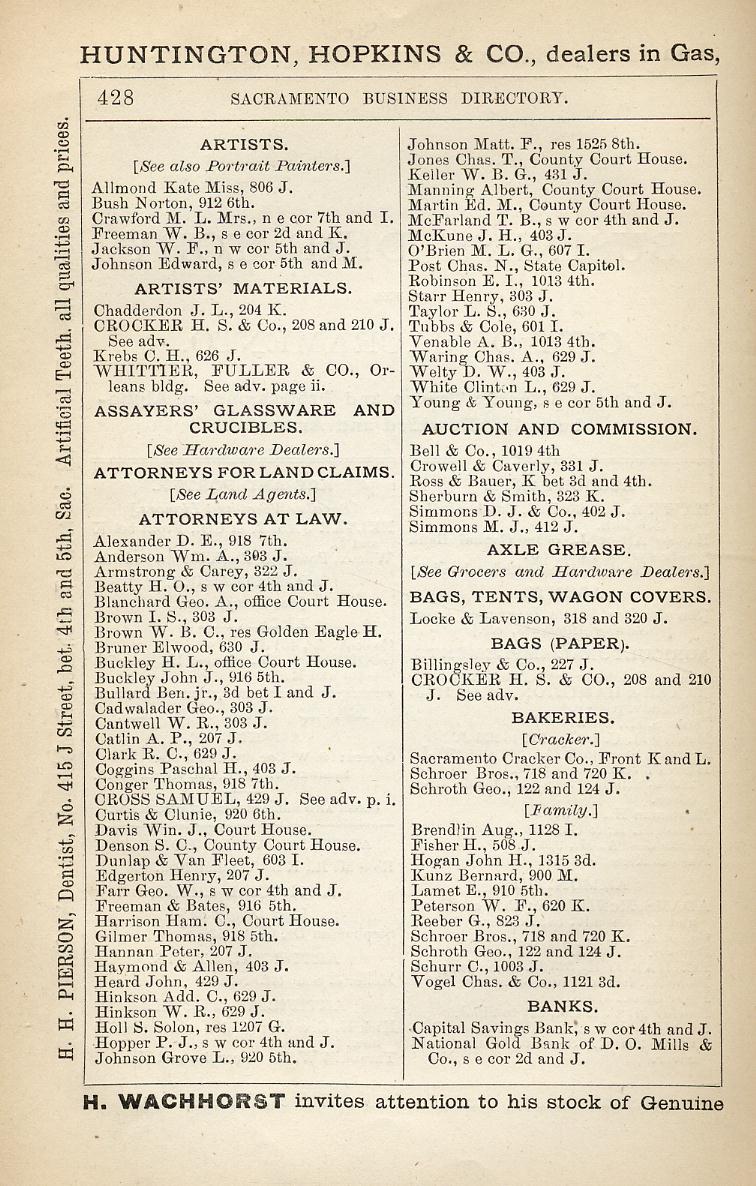 HUNTINGTON, HOPKINS & CO., dealers in Gas,
428 SACRAMENTO BUSINESS DIRECTORY.
ARTISTS.
[See also Portrait Painters.]
Allmond Kate Miss, 806 J.
Bush Norton, 912 6th.
Crawford M. L. Mrs., n e cor 7th and I.
Freeman W. B., s e cor 2d and K.
Jackson W. F., n w cor 5th and J.
Johnson Edward, s e cor 5th and M.
ARTISTS' MATERIALS.
Chadderdon J. L., 204 K.
CROCKER H. S. & Co., 208 and 210 J.
See adv.
Krebs C. H., 626 J.
WHITTIER, FULLER & CO., Or-
leans bldg. See adv. page ii.
ASSAYERS' GLASSWARE AND
CRUCIBLES.
[See Hardware Dealers.]
ATTORNEYS FOR LAND CLAIMS.
[See Land Agents.]
ATTORNEYS AT LAW.
Alexander D. E., 918 7th.
Anderson Wm. A., 303 J.
Armstrong & Carey, 322 J.
Beatty H. O., s w cor 4th and J.
Blanchard Geo. A., office Court House.
Brown I. S., 303 J.
Brown W. B. C., res Golden Eagle H.
Bruner Elwood, 630 J.
Buckley H. L., office Court House.
Buckley John J., 916 5th.
Bullard Ben. jr., 3d bet I and J.
Cadwalader Geo., 303 J.
Cantwell W. R., 303 J.
Catlin A. P., 207 J.
Clark R. C., 629 J.
Coggins Paschal H., 403 J.
Conger Thomas, 918 7th.
CROSS SAMUEL, 429 J. See adv. p. i.
Curtis & Clunie, 920 6th.
Davis Win. J., Court House.
Denson S. C., County Court House.
Dunlap & Van Fleet, 603 I.
Edgerton Henry, 207 J.
Farr Geo. W., s w cor 4th and J.
Freeman & Bates, 916 5th.
Harrison Ham. C., Court House.
Gilmer Thomas, 918 5th.
Hannan Peter, 207 J.
Haymond & Allen, 403 J.
Heard John, 429 J.
Hinkson Add. C., 629 J.
Hinkson W. R., 629 J.
Holl S. Solon, res 1207 G.
Hopper P. J., s w cor 4th and J.
Johnson Grove L., 920 5th.
Johnson Matt. F., res 1525 8th.
Jones Chas. T., County Court House.
Keller W. B. G., 431 J.
Manning Albert, County Court House.
Martin Ed. M., County Court House.
McFarland T. B., s w cor 4th and J.
McKune J. H., 403 J.
O'Brien M. L. G., 607 I.
Post Chas. N., State Capitol.
Robinson E. I., 1013 4th.
Starr Henry, 303 J.
Taylor L. S., 630 J.
Tubbs & Cole, 601 I.
Venable A. B., 1013 4th.
Waring Chas. A., 629 J.
Welty D. W., 403 J.
White Clinton L., 629 J.
Young & Young, s e cor 5th and J.
AUCTION AND COMMISSION.
Bell & Co., 1019 4th
Crowell & Caverly, 331 J.
Ross & Bauer, K bet 3d and 4th.
Sherburn & Smith, 323 K.
Simmons D. J. & Co., 402 J.
Simmons M. J., 412 J.
AXLE GREASE.
[See Grocers and Hardware Dealers.]
BAGS, TENTS, WAGON COVERS.
Locke & Lavenson, 318 and 320 J.
BAGS (PAPER).
Billingsley & Co., 227 J.
CROCKER H. S. & CO., 208 and 210
J. See adv.
BAKERIES.
[Cracker.]
Sacramento Cracker Co., Front K and L.
Schroer Bros., 718 and 720 K.
Schroth Geo., 122 and 124 J.
[Family.]
Brendlin Aug., 1128 I.
Fisher H., 508 J.
Hogan John H., 1315 3d.
Kunz Bernard, 900 M.
Lamet E., 910 5th.
Peterson W. F., 620 K.
Reeber G., 823 J.
Schroer Bros., 718 and 720 K.
Schroth Geo., 122 and 124 J.
Schurr C., 1003 J.
Vogel Chas. & Co., 1121 3d.
BANKS.
Capital Savings Bank, s w cor 4th and J.
National Gold Bank of D. O. Mills &
Co., s e cor 2d and J.
H. WACHHORST invites attention to his stock of Genuine
H. H. PIERSON, Dentist, No. 415 J Street, bet. 4th and 5th, Sac. Artificial Teeth. all qualities and prices.